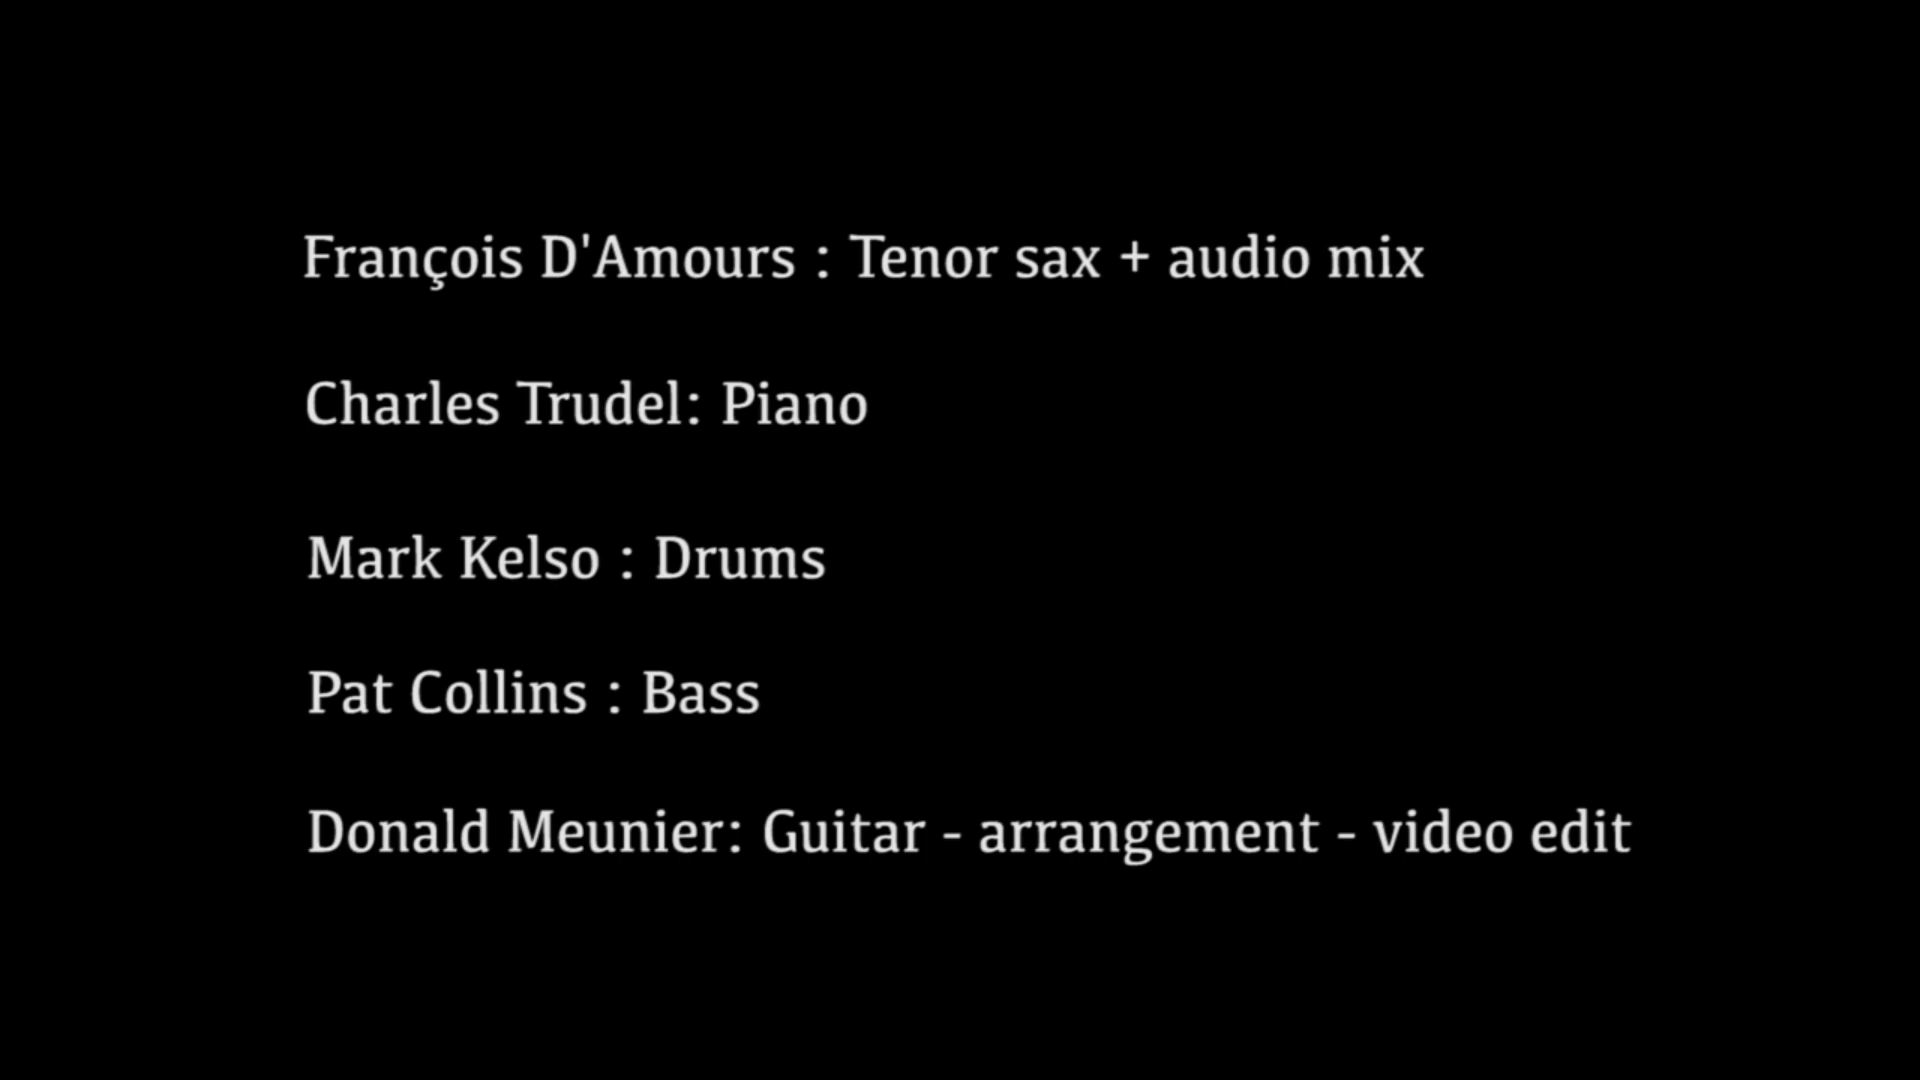 François D'Amours : Tenor sax + audio mix
Charles Trudel: Piano
Mark Kelso : Drums
Pat Collins : Bass
Donald Meunier: Guitar - arrangement - video edit